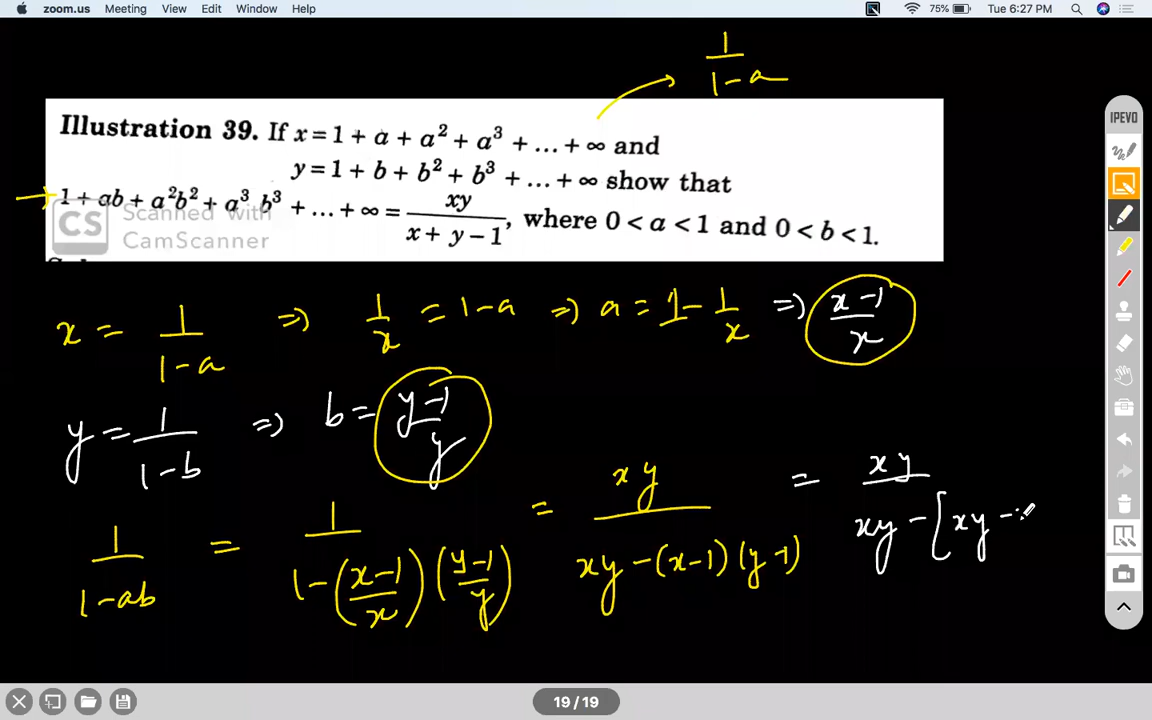 zoom.us Meeting View Edit Window Help 75% Tue 6:27 PM
1/(1-a)
IPEVO
Illustration 39. If x = 1 + a + a² + a³ + ... + ∞ and
y = 1 + b + b² + b³ + ... + ∞ show that
→ 1 + ab + a²b² + a³ b³ + ... + ∞ = xy/(x + y - 1), where 0 < a < 1 and 0 < b < 1.
CS Scanned with
CamScanner
x = 1/(1-a) ⇒ 1/x = 1-a ⇒ a = 1 - 1/x ⇒ (x-1)/x
y = 1/(1-b) ⇒ b = (y-1)/y
1/(1-ab) = 1/(1-((x-1)/x)((y-1)/y)) = xy/(xy-(x-1)(y-1)) = xy/(xy-[xy-
19 / 19